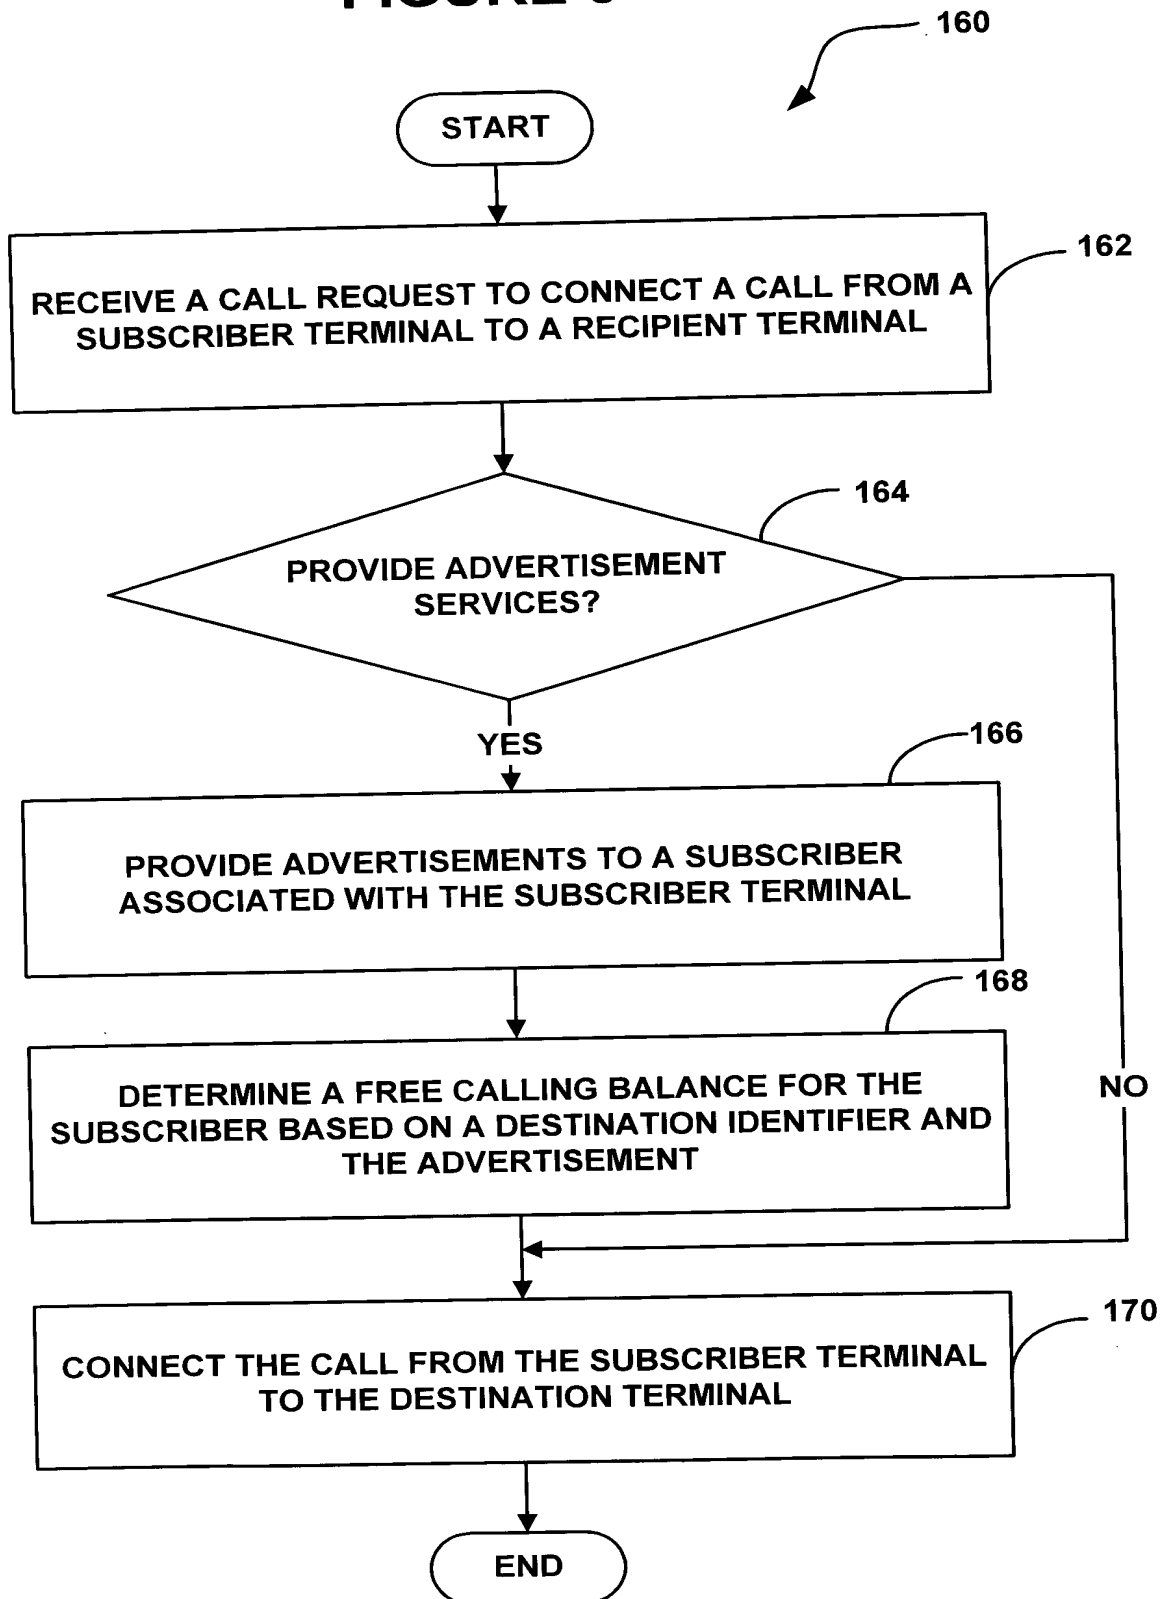 160
START
162
RECEIVE A CALL REQUEST TO CONNECT A CALL FROM A
SUBSCRIBER TERMINAL TO A RECIPIENT TERMINAL
164
PROVIDE ADVERTISEMENT
SERVICES?
YES
166
PROVIDE ADVERTISEMENTS TO A SUBSCRIBER
ASSOCIATED WITH THE SUBSCRIBER TERMINAL
168
DETERMINE A FREE CALLING BALANCE FOR THE
SUBSCRIBER BASED ON A DESTINATION IDENTIFIER AND
THE ADVERTISEMENT
NO
170
CONNECT THE CALL FROM THE SUBSCRIBER TERMINAL
TO THE DESTINATION TERMINAL
END